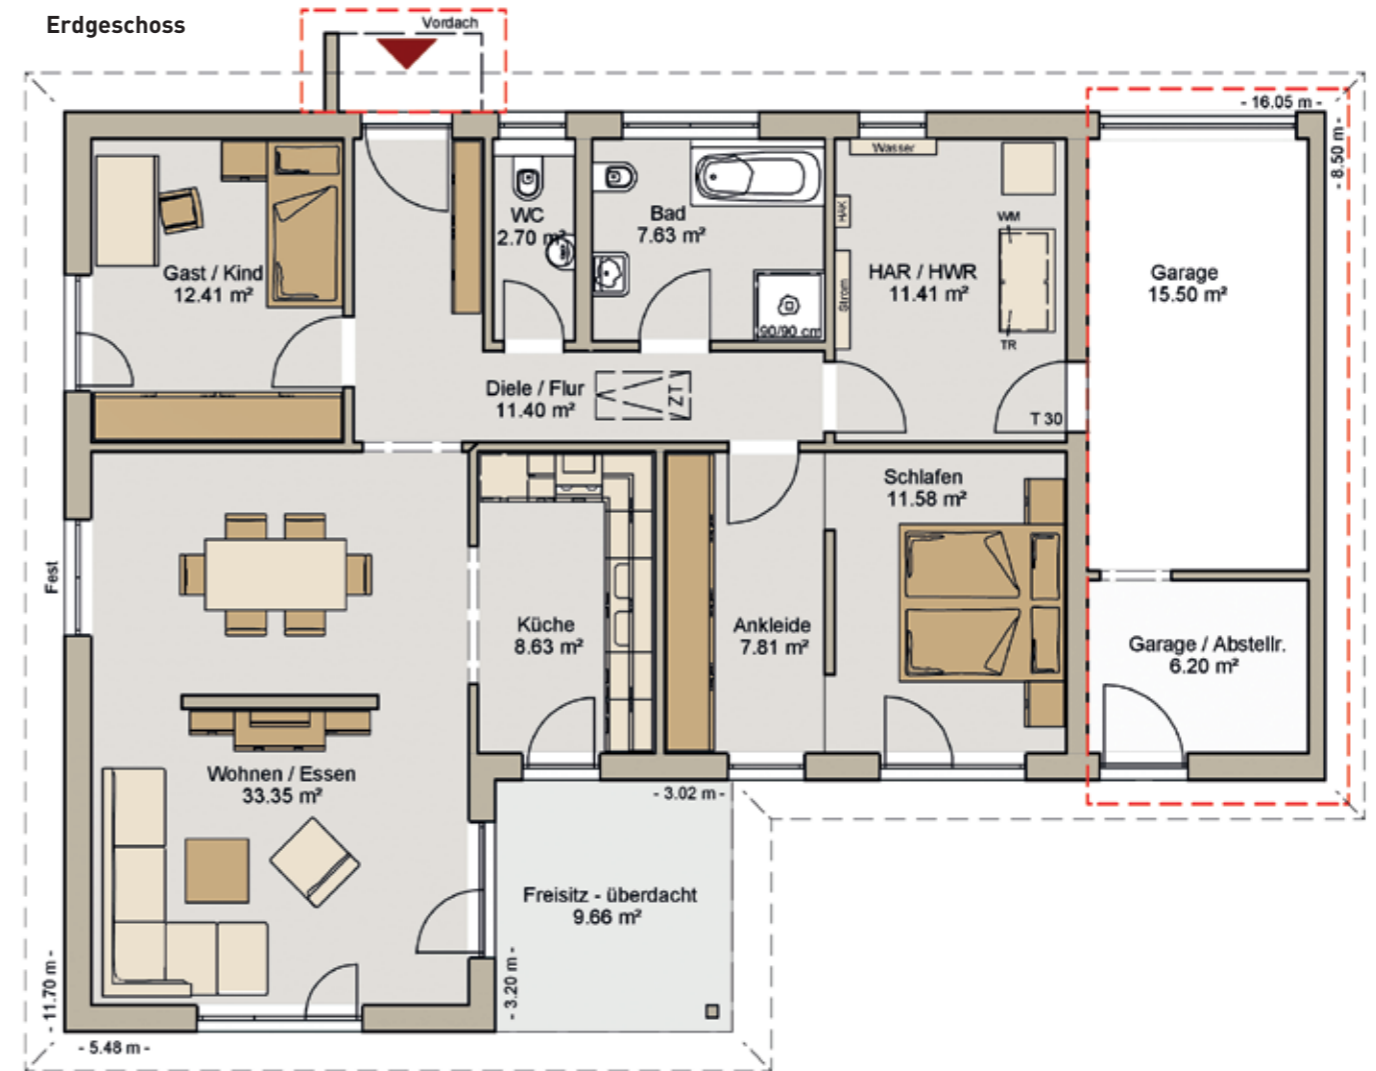 Erdgeschoss
Vordach
- 16.05 m -
- 8.50 m -
Wasser
WC
2.70 m²
Bad
7.63 m²
HAK
WM
Gast / Kind
12.41 m²
HAR / HWR
11.41 m²
Garage
15.50 m²
Strom
90/90 cm
TR
Diele / Flur
11.40 m²
ZT
T 30
Schlafen
11.58 m²
Fest
Küche
8.63 m²
Ankleide
7.81 m²
Garage / Abstellr.
6.20 m²
Wohnen / Essen
33.35 m²
- 3.02 m -
Freisitz - überdacht
9.66 m²
- 11.70 m -
- 3.20 m -
- 5.48 m -